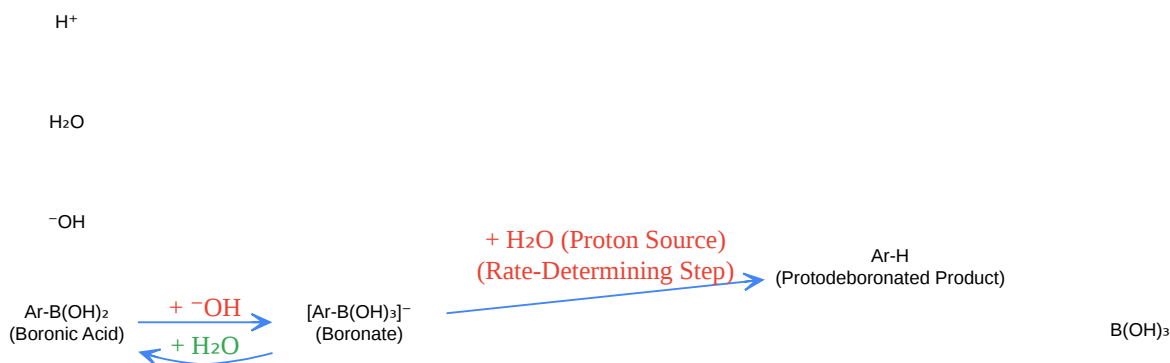 H⁺
H₂O
⁻OH
+ H₂O (Proton Source)
(Rate-Determining Step)
Ar-H
(Protodeboronated Product)
Ar-B(OH)₂
(Boronic Acid)
+ ⁻OH
[Ar-B(OH)₃]⁻
(Boronate)
+ H₂O
B(OH)₃